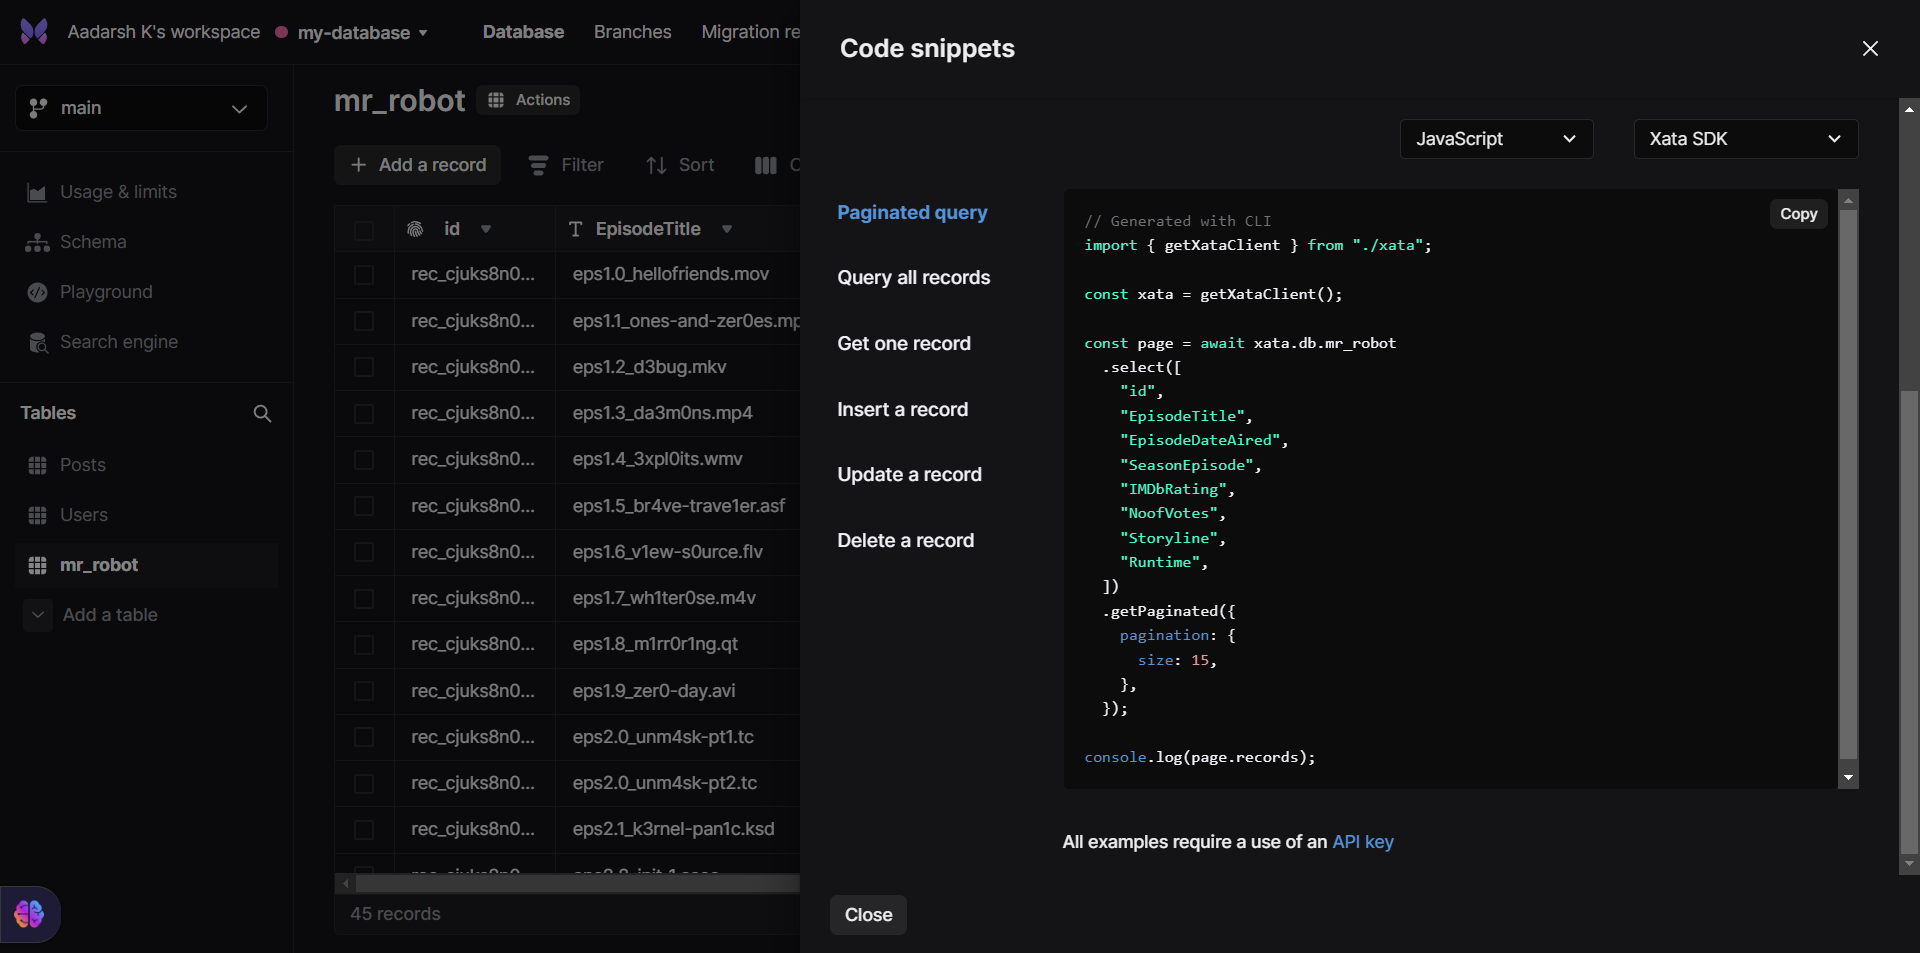 Aadarsh K's workspace my-database Database Branches Migration re
main
Usage & limits
Schema
Playground
Search engine
Tables
Posts
Users
mr_robot
Add a table
mr_robot Actions
Add a record Filter Sort
id EpisodeTitle
rec_cjuks8n0... eps1.0_hellofriends.mov
rec_cjuks8n0... eps1.1_ones-and-zer0es.mp
rec_cjuks8n0... eps1.2_d3bug.mkv
rec_cjuks8n0... eps1.3_da3m0ns.mp4
rec_cjuks8n0... eps1.4_3xpl0its.wmv
rec_cjuks8n0... eps1.5_br4ve-trave1er.asf
rec_cjuks8n0... eps1.6_v1ew-s0urce.flv
rec_cjuks8n0... eps1.7_wh1ter0se.m4v
rec_cjuks8n0... eps1.8_m1rr0r1ng.qt
rec_cjuks8n0... eps1.9_zer0-day.avi
rec_cjuks8n0... eps2.0_unm4sk-pt1.tc
rec_cjuks8n0... eps2.0_unm4sk-pt2.tc
rec_cjuks8n0... eps2.1_k3rnel-pan1c.ksd
45 records
Code snippets
JavaScript Xata SDK
Paginated query
Query all records
Get one record
Insert a record
Update a record
Delete a record
Copy
// Generated with CLI
import { getXataClient } from "./xata";
const xata = getXataClient();
const page = await xata.db.mr_robot
.select([
"id",
"EpisodeTitle",
"EpisodeDateAired",
"SeasonEpisode",
"IMDbRating",
"NoofVotes",
"Storyline",
"Runtime",
])
.getPaginated({
pagination: {
size: 15,
},
});
console.log(page.records);
All examples require a use of an API key
Close